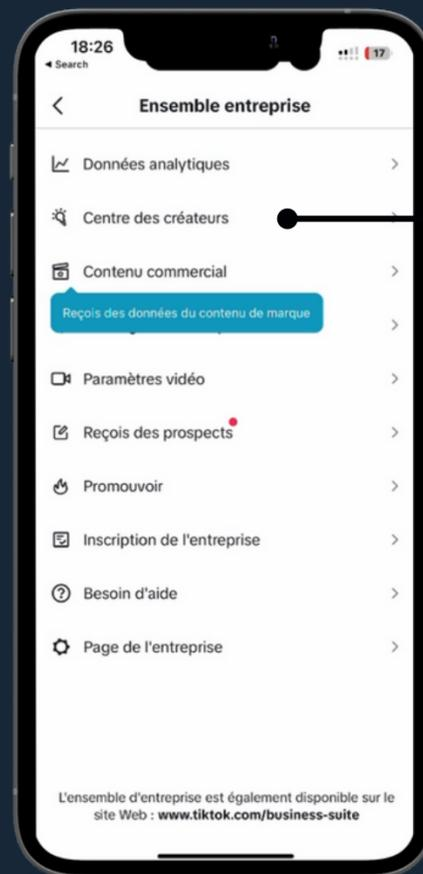 18:26
17
Search
Ensemble entreprise
Données analytiques
Centre des créateurs
Contenu commercial
Reçois des données du contenu de marque
Paramètres vidéo
Reçois des prospects
Promouvoir
Inscription de l'entreprise
Besoin d'aide
Page de l'entreprise
L'ensemble d'entreprise est également disponible sur le
site Web : www.tiktok.com/business-suite